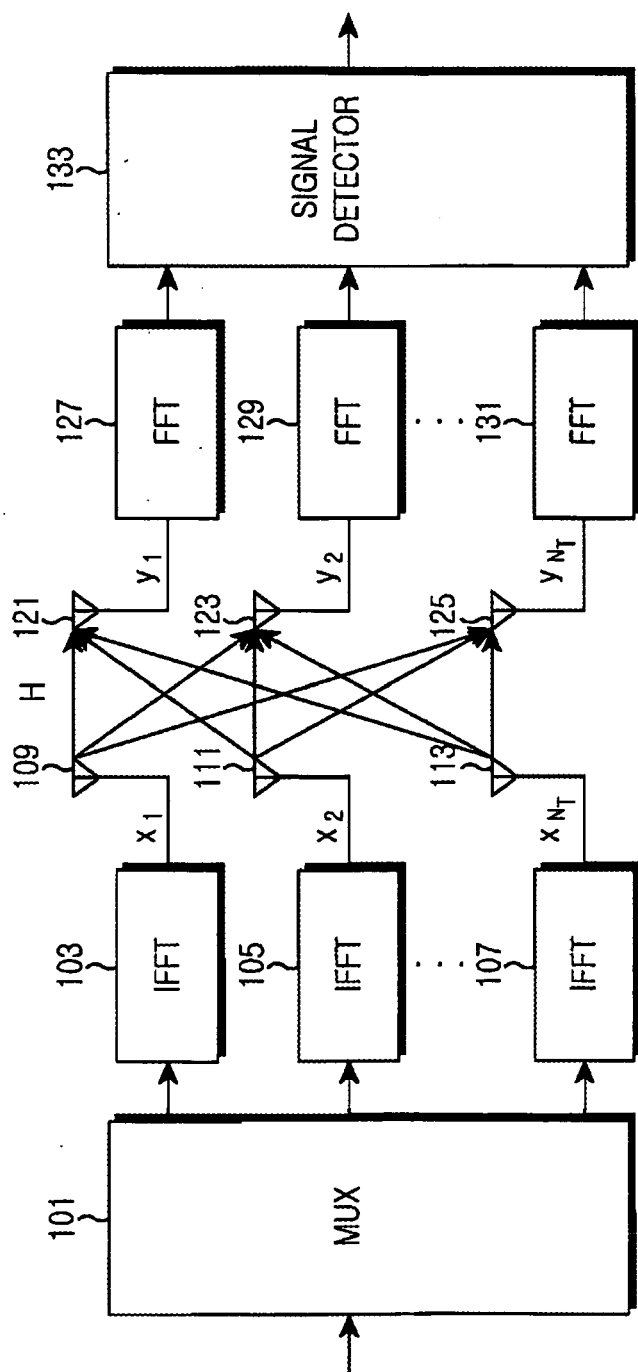 101
MUX
103
IFFT
105
IFFT
107
IFFT
x1
x2
xNT
109
111
113
H
121
123
125
y1
y2
yNT
127
FFT
129
FFT
131
FFT
133
SIGNAL
DETECTOR